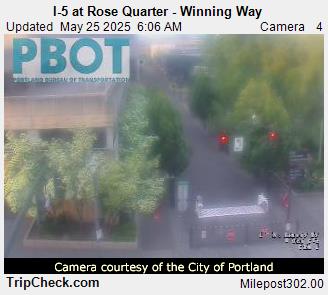 I-5 at Rose Quarter - Winning Way
Updated May 25 2025 6:06 AM Camera 4
PBOT
PORTLAND BUREAU OF TRANSPORTATION
Camera courtesy of the City of Portland
TripCheck.com Milepost302.00